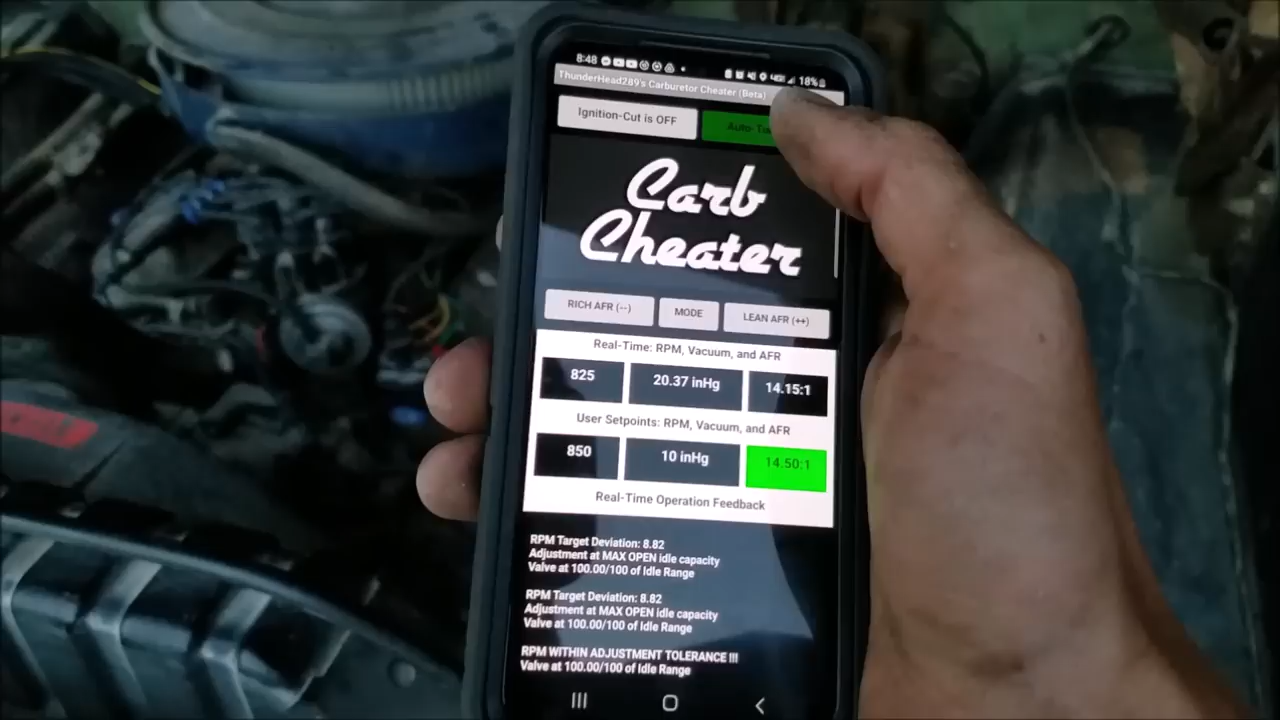 8:48
18%
ThunderHead289's Carburetor Cheater (Beta)
Ignition-Cut is OFF
Carb
Cheater
RICH AFR (--)
MODE
LEAN AFR (++)
Real-Time: RPM, Vacuum, and AFR
825
20.37 inHg
14.15:1
User Setpoints: RPM, Vacuum, and AFR
850
10 inHg
14.50:1
Real-Time Operation Feedback
RPM Target Deviation: 8.82
Adjustment at MAX OPEN idle capacity
Valve at 100.00/100 of Idle Range
RPM Target Deviation: 8.82
Adjustment at MAX OPEN idle capacity
Valve at 100.00/100 of Idle Range
RPM WITHIN ADJUSTMENT TOLERANCE !!!
Valve at 100.00/100 of Idle Range